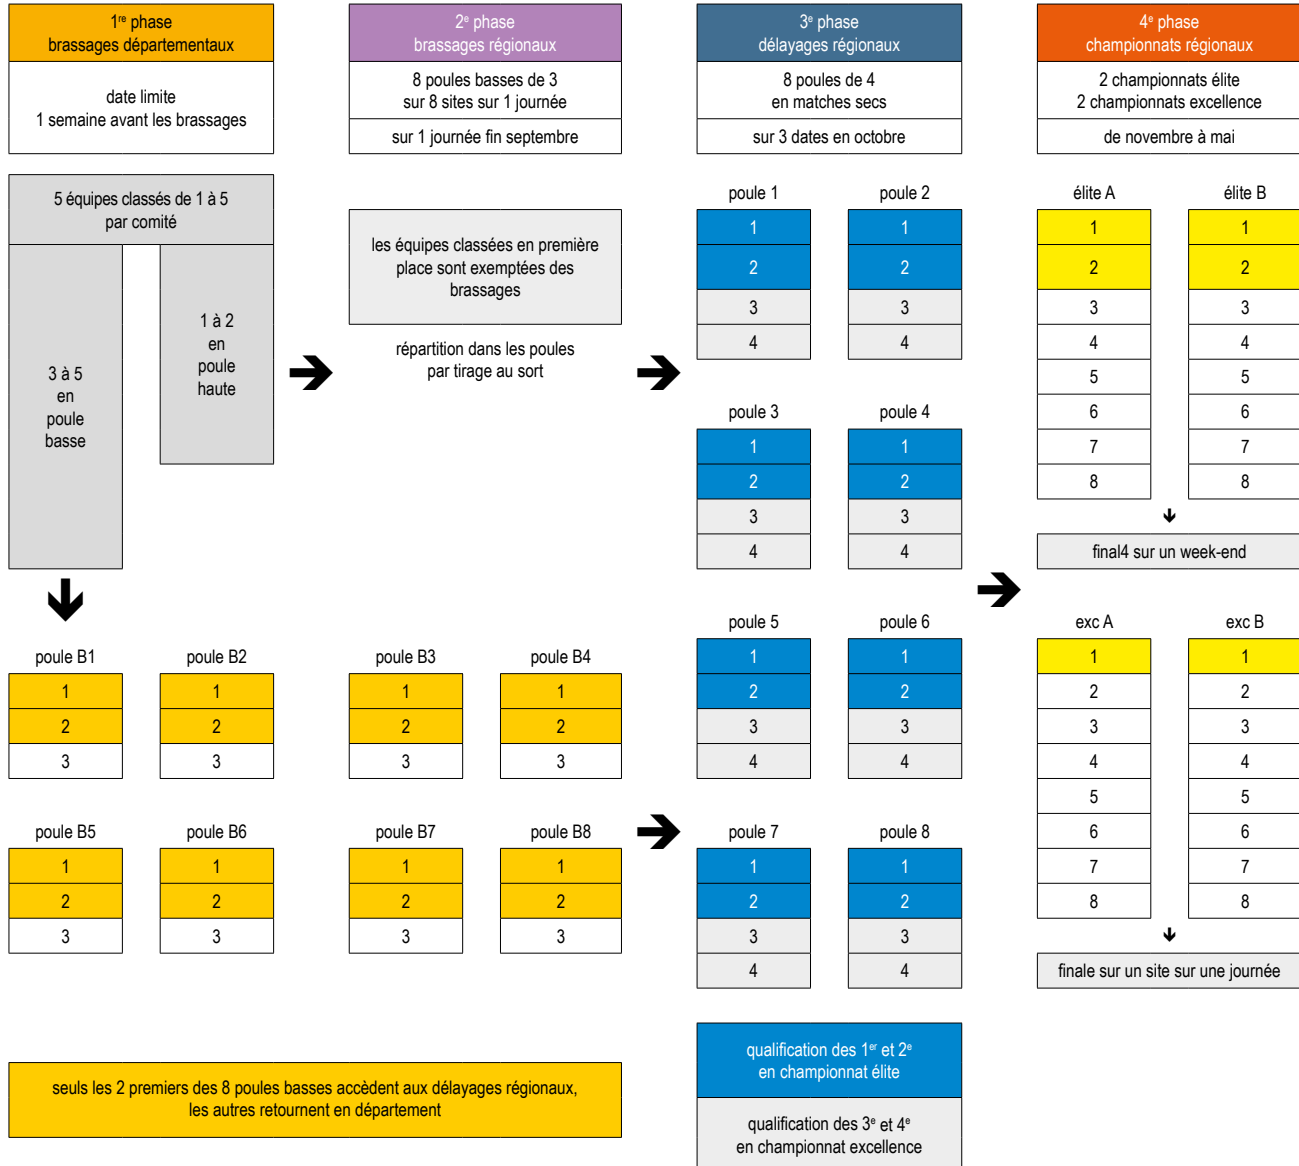 1re phase
brassages départementaux
date limite
1 semaine avant les brassages
2e phase
brassages régionaux
8 poules basses de 3
sur 8 sites sur 1 journée
sur 1 journée fin septembre
3e phase
délayages régionaux
8 poules de 4
en matches secs
sur 3 dates en octobre
4e phase
championnats régionaux
2 championnats élite
2 championnats excellence
de novembre à mai
5 équipes classés de 1 à 5
par comité
3 à 5
en
poule
basse
1 à 2
en
poule
haute
les équipes classées en première
place sont exemptées des
brassages
répartition dans les poules
par tirage au sort
poule B1
1
2
3
poule B2
1
2
3
poule B3
1
2
3
poule B4
1
2
3
poule B5
1
2
3
poule B6
1
2
3
poule B7
1
2
3
poule B8
1
2
3
seuls les 2 premiers des 8 poules basses accèdent aux délayages régionaux,
les autres retournent en département
poule 1
1
2
3
4
poule 2
1
2
3
4
poule 3
1
2
3
4
poule 4
1
2
3
4
poule 5
1
2
3
4
poule 6
1
2
3
4
poule 7
1
2
3
4
poule 8
1
2
3
4
qualification des 1er et 2e
en championnat élite
qualification des 3e et 4e
en championnat excellence
élite A
1
2
3
4
5
6
7
8
élite B
1
2
3
4
5
6
7
8
final4 sur un week-end
exc A
1
2
3
4
5
6
7
8
exc B
1
2
3
4
5
6
7
8
finale sur un site sur une journée